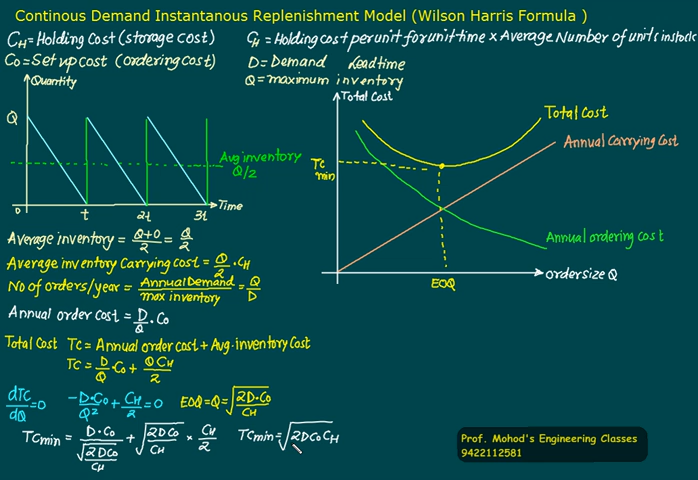 Continous Demand Instantanous Replenishment Model (Wilson Harris Formula )
CH=Holding cost (storage cost)
CH=Holding cost per unit for unit time × Average Number of units instock
Co=Set up cost (ordering cost)
D=Demand Leadtime
Q=maximum inventory
Quantity
Q
Avg inventory
Q/2
0
t
2t
3t
Time
Total Cost
Total Cost
Annual Carrying Cost
Tc
min
Annual ordering cost
EOQ
ordersize Q
Average inventory = (Q+0)/2 = Q/2
Average inventory Carrying cost = Q/2 . CH
No of orders/year = Annual Demand/max inventory = Q/D
Annual order cost = D/Q . Co
Total Cost Tc = Annual order cost + Avg. inventory Cost
Tc = D/Q . Co + QCH/2
dTc/dQ =0 -D.Co/Q² + CH/2 =0 EOQ=Q=√(2D.Co/CH)
Tcmin = D.Co/√(2DCo/CH) + √(2DCo/CH) × CH/2 Tcmin=√2DCoCH
Prof. Mohod's Engineering Classes
9422112581